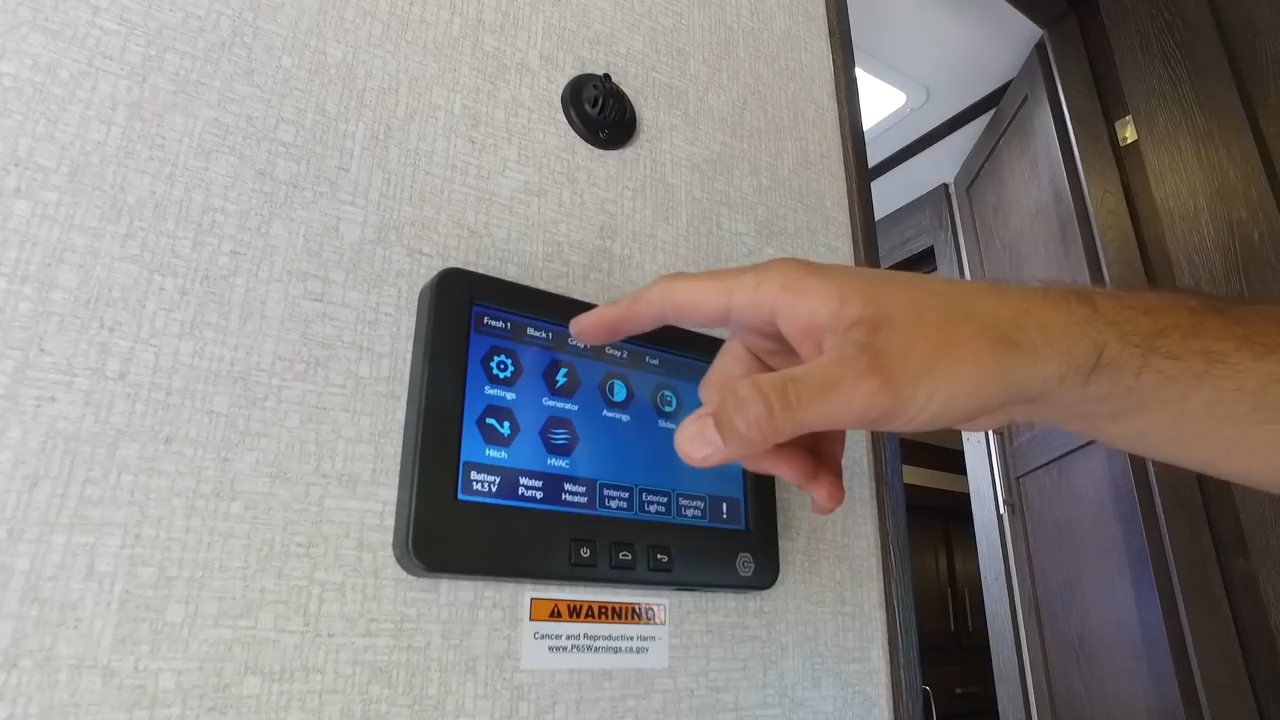 Fresh 1 Black 1 Gray 1 Gray 2 Fuel
Settings Generator Awnings Slides
Hitch HVAC
Battery Water Water Interior Exterior Security !
14.3 V Pump Heater Lights Lights Lights
WARNING
Cancer and Reproductive Harm –
www.P65Warnings.ca.gov